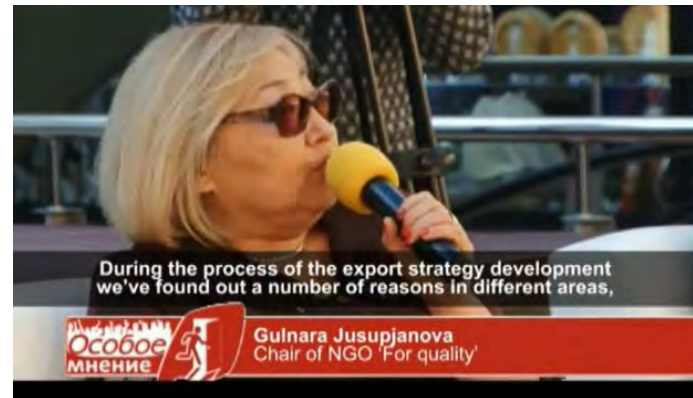 During the process of the export strategy development
we've found out a number of reasons in different areas,
Особое
мнение
Gulnara Jusupjanova
Chair of NGO 'For quality'